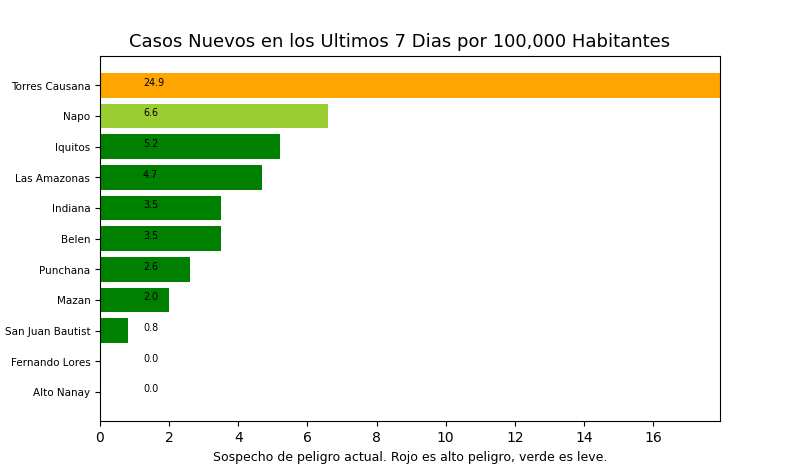 Casos Nuevos en los Ultimos 7 Dias por 100,000 Habitantes
Torres Causana 24.9
Napo 6.6
Iquitos 5.2
Las Amazonas 4.7
Indiana 3.5
Belen 3.5
Punchana 2.6
Mazan 2.0
San Juan Bautist 0.8
Fernando Lores 0.0
Alto Nanay 0.0
0 2 4 6 8 10 12 14 16
Sospecho de peligro actual. Rojo es alto peligro, verde es leve.